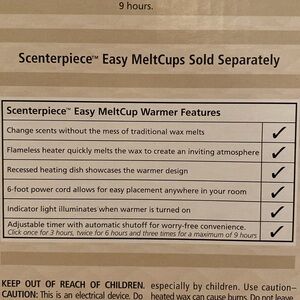 9 hours.
Scenterpiece™ Easy MeltCups Sold Separately
Scenterpiece™ Easy MeltCup Warmer Features
Change scents without the mess of traditional wax melts ✓
Flameless heater quickly melts the wax to create an inviting atmosphere ✓
Recessed heating dish showcases the warmer design ✓
6-foot power cord allows for easy placement anywhere in your room ✓
Indicator light illuminates when warmer is turned on ✓
Adjustable timer with automatic shutoff for worry-free convenience. ✓
Click once for 3 hours, twice for 6 hours and three times for a maximum of 9 hours
KEEP OUT OF REACH OF CHILDREN.
CAUTION: This is an electrical device. Do
especially by children. Use caution–
heated wax can cause burns. Do not leave